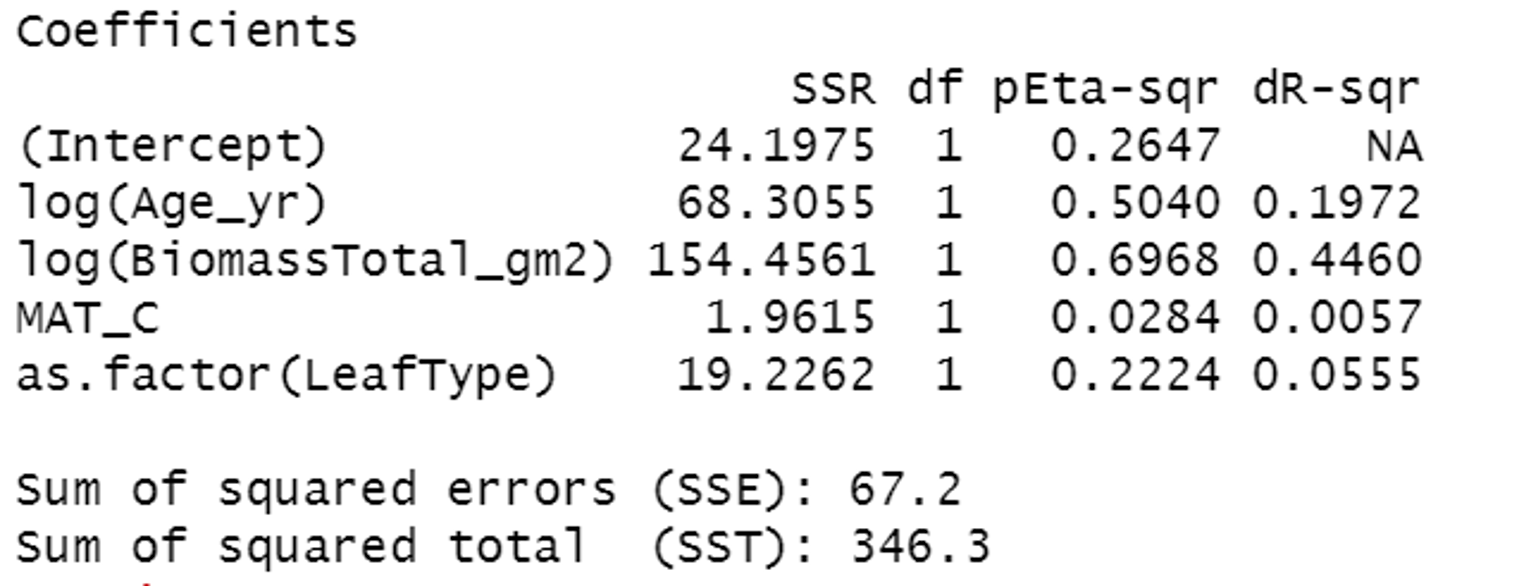 Coefficients
SSR df pEta-sqr dR-sqr
(Intercept) 24.1975 1 0.2647 NA
log(Age_yr) 68.3055 1 0.5040 0.1972
log(BiomassTotal_gm2) 154.4561 1 0.6968 0.4460
MAT_C 1.9615 1 0.0284 0.0057
as.factor(LeafType) 19.2262 1 0.2224 0.0555
Sum of squared errors (SSE): 67.2
Sum of squared total (SST): 346.3